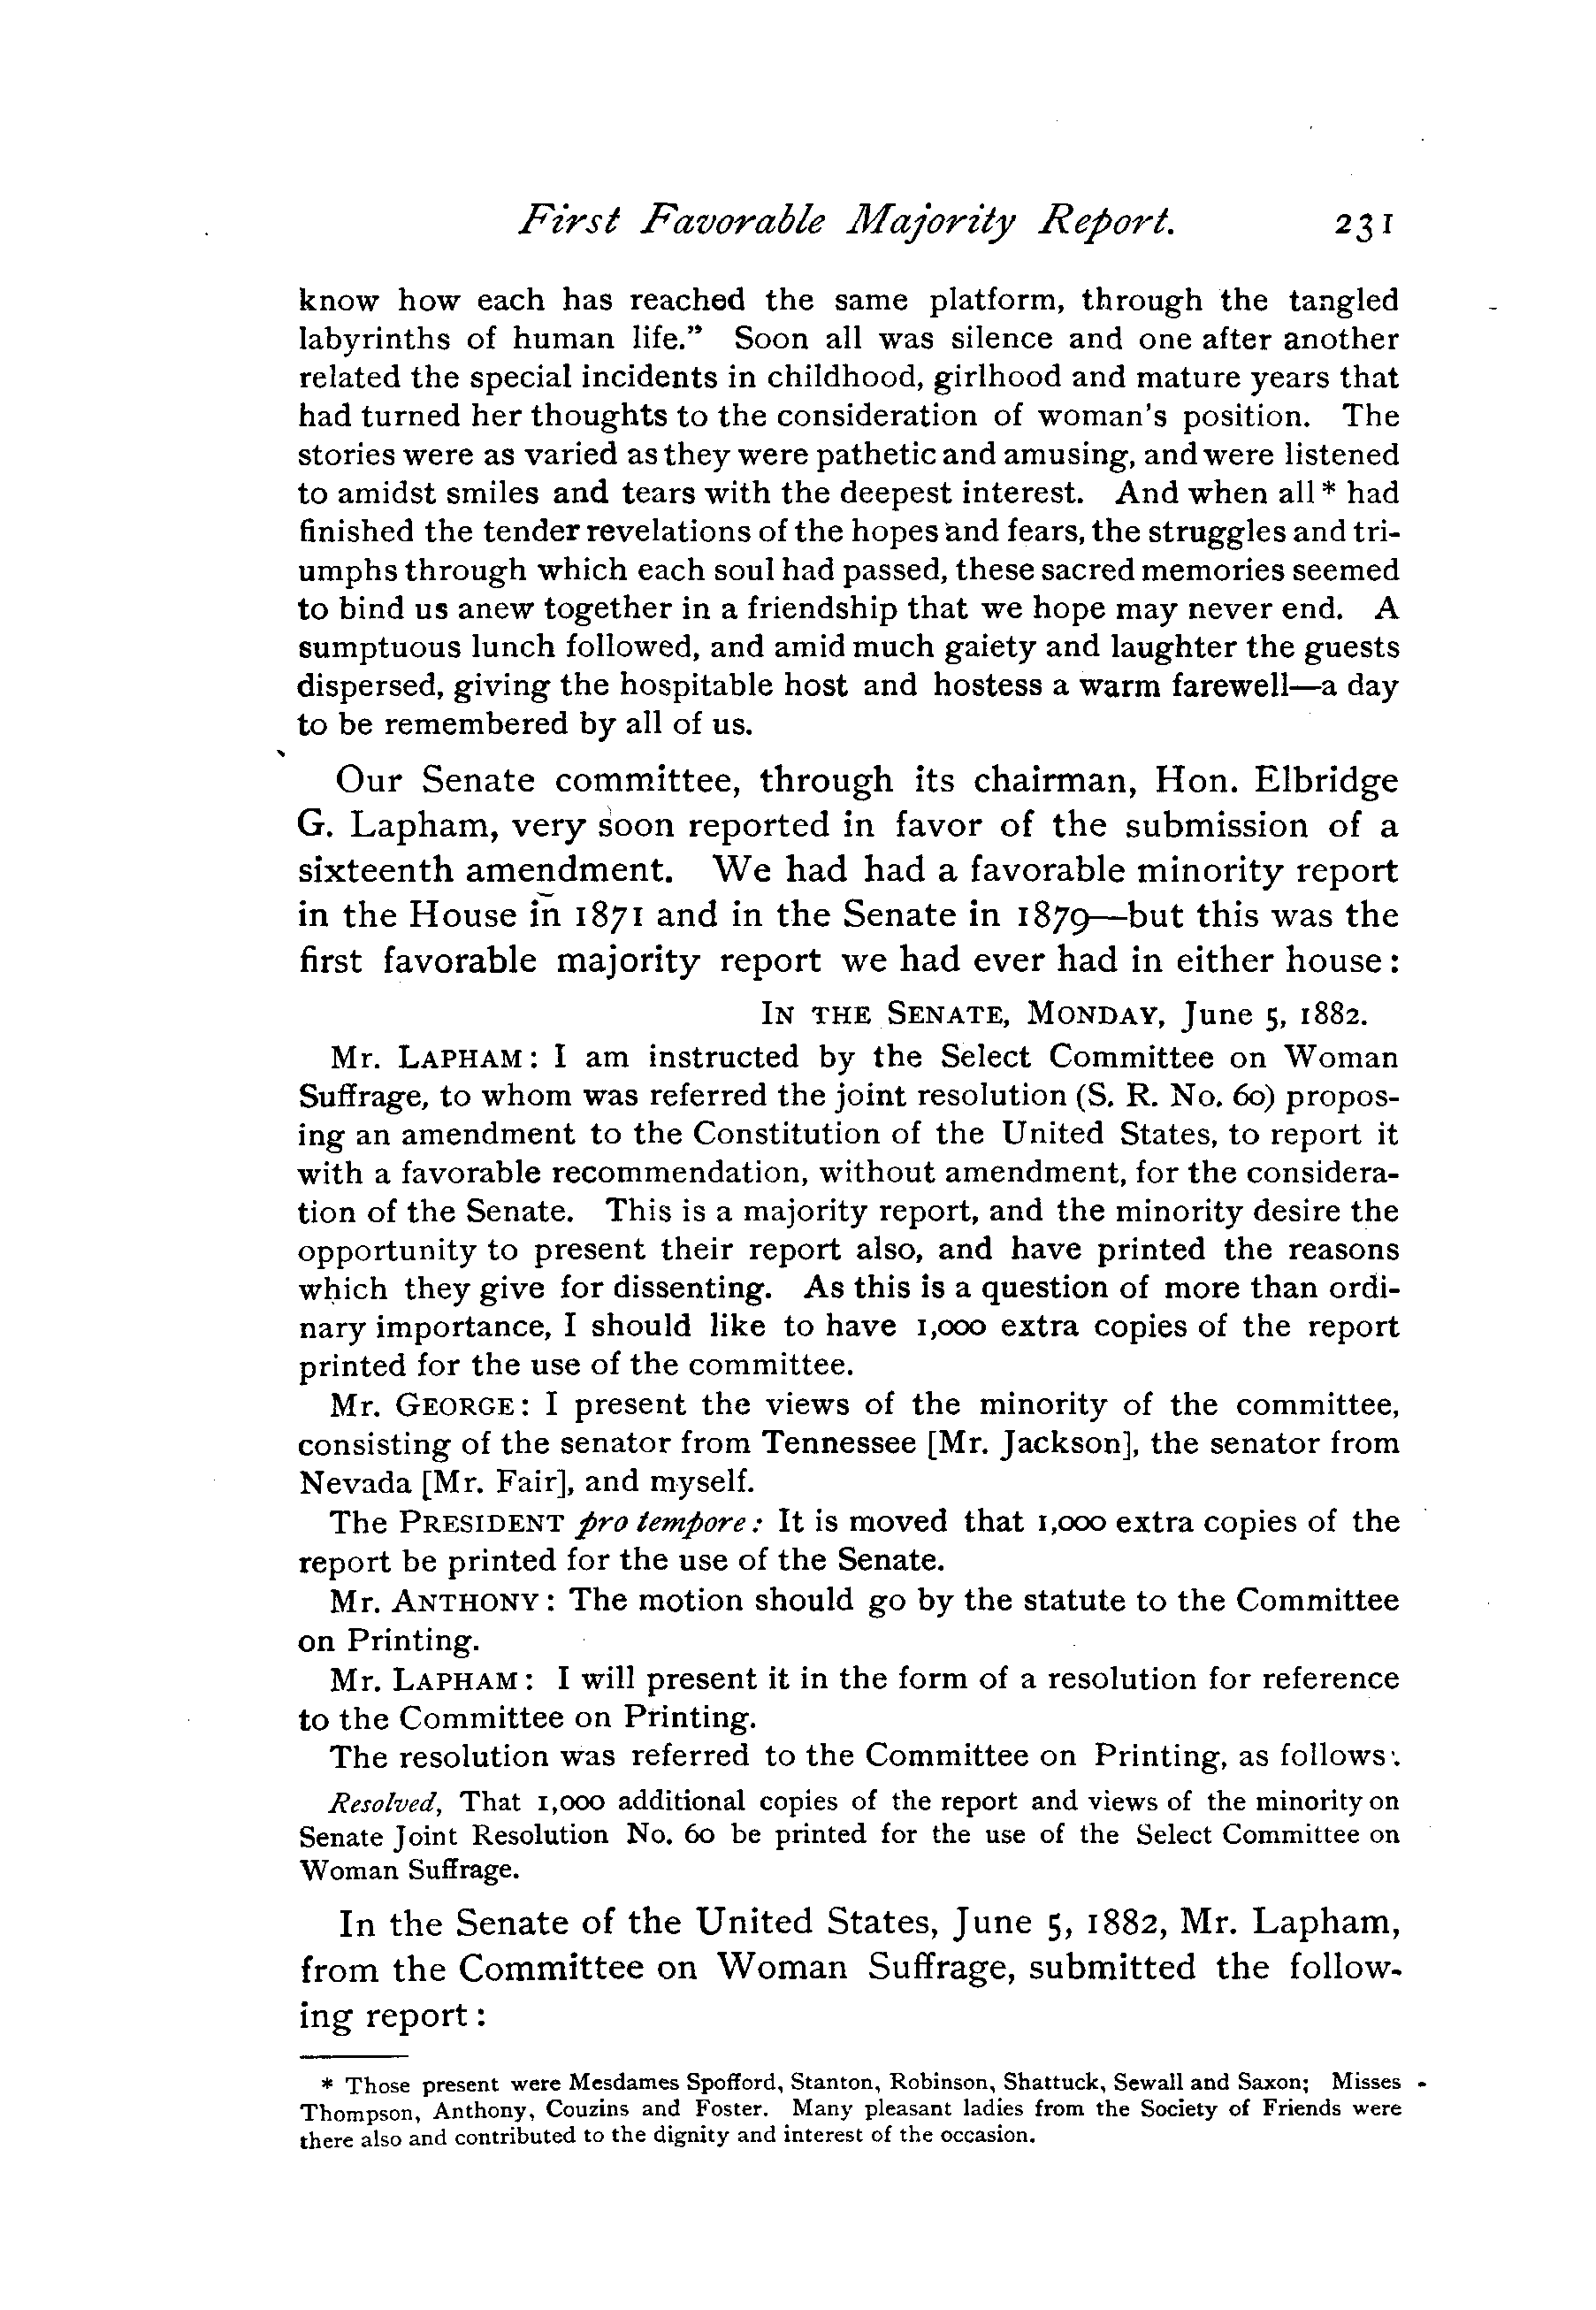 First Favorable Majority Report. 231
know how each has reached the same platform, through the tangled
labyrinths of human life.” Soon all was silence and one after another
related the special incidents in childhood, girlhood and mature years that
had turned her thoughts to the consideration of woman's position. The
stories were as varied as they were pathetic and amusing, and were listened
to amidst smiles and tears with the deepest interest. And when all * had
finished the tender revelations of the hopes and fears, the struggles and tri-
umphs through which each soul had passed, these sacred memories seemed
to bind us anew together in a friendship that we hope may never end. A
sumptuous lunch followed, and amid much gaiety and laughter the guests
dispersed, giving the hospitable host and hostess a warm farewell—a day
to be remembered by all of us.
Our Senate committee, through its chairman, Hon. Elbridge
G. Lapham, very soon reported in favor of the submission of a
sixteenth amendment. We had had a favorable minority report
in the House in 1871 and in the Senate in 1879—but this was the
first favorable majority report we had ever had in either house:
IN THE SENATE, MONDAY, June 5, 1882.
Mr. LAPHAM: I am instructed by the Select Committee on Woman
Suffrage, to whom was referred the joint resolution (S. R. No. 60) propos-
ing an amendment to the Constitution of the United States, to report it
with a favorable recommendation, without amendment, for the considera-
tion of the Senate. This is a majority report, and the minority desire the
opportunity to present their report also, and have printed the reasons
which they give for dissenting. As this is a question of more than ordi-
nary importance, I should like to have 1,000 extra copies of the report
printed for the use of the committee.
Mr. GEORGE: I present the views of the minority of the committee,
consisting of the senator from Tennessee [Mr. Jackson], the senator from
Nevada [Mr. Fair], and myself.
The PRESIDENT pro tempore: It is moved that 1,000 extra copies of the
report be printed for the use of the Senate.
Mr. ANTHONY: The motion should go by the statute to the Committee
on Printing.
Mr. LAPHAM: I will present it in the form of a resolution for reference
to the Committee on Printing.
The resolution was referred to the Committee on Printing, as follows:
Resolved, That 1,000 additional copies of the report and views of the minority on
Senate Joint Resolution No. 60 be printed for the use of the Select Committee on
Woman Suffrage.
In the Senate of the United States, June 5, 1882, Mr. Lapham,
from the Committee on Woman Suffrage, submitted the follow-
ing report:
* Those present were Mesdames Spofford, Stanton, Robinson, Shattuck, Sewall and Saxon; Misses
Thompson, Anthony, Couzins and Foster. Many pleasant ladies from the Society of Friends were
there also and contributed to the dignity and interest of the occasion.